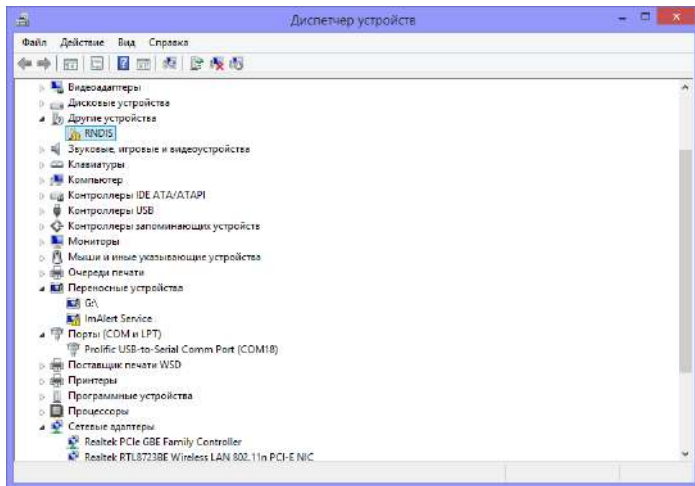 Диспетчер устройств
Файл Действие Вид Справка
Видеоадаптеры
Дисковые устройства
Другие устройства
RNDIS
Звуковые, игровые и видеоустройства
Клавиатуры
Компьютер
Контроллеры IDE ATA/ATAPI
Контроллеры USB
Контроллеры запоминающих устройств
Мониторы
Мыши и иные указывающие устройства
Очереди печати
Переносные устройства
G:\
ImAlert Service
Порты (COM и LPT)
Prolific USB-to-Serial Comm Port (COM18)
Поставщик печати WSD
Принтеры
Программные устройства
Процессоры
Сетевые адаптеры
Realtek PCIe GBE Family Controller
Realtek RTL8723BE Wireless LAN 802.11n PCI-E NIC